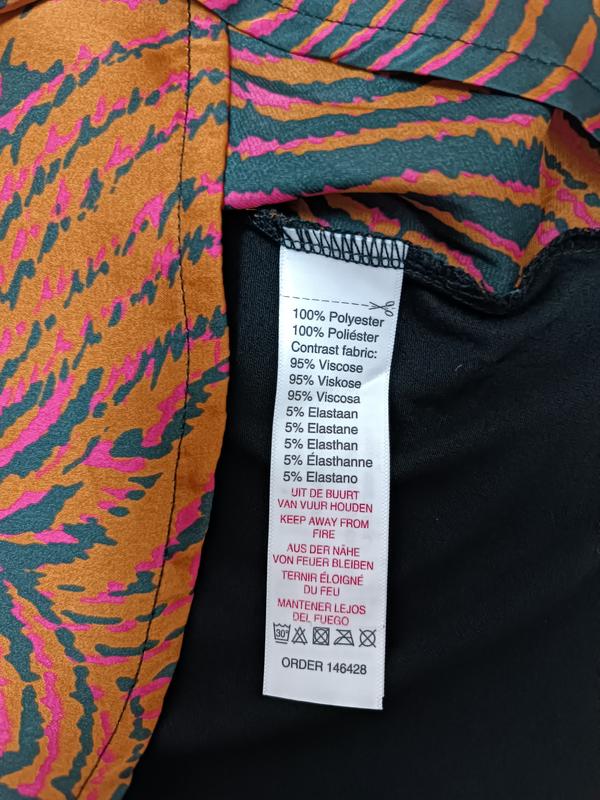 100% Polyester
100% Poliéster
Contrast fabric:
95% Viscose
95% Viskose
95% Viscosa
5% Elastaan
5% Elastane
5% Elasthan
5% Élasthanne
5% Elastano
UIT DE BUURT
VAN VUUR HOUDEN
KEEP AWAY FROM
FIRE
AUS DER NÄHE
VON FEUER BLEIBEN
TERNIR ÉLOIGNÉ
DU FEU
MANTENER LEJOS
DEL FUEGO
30°
ORDER 146428